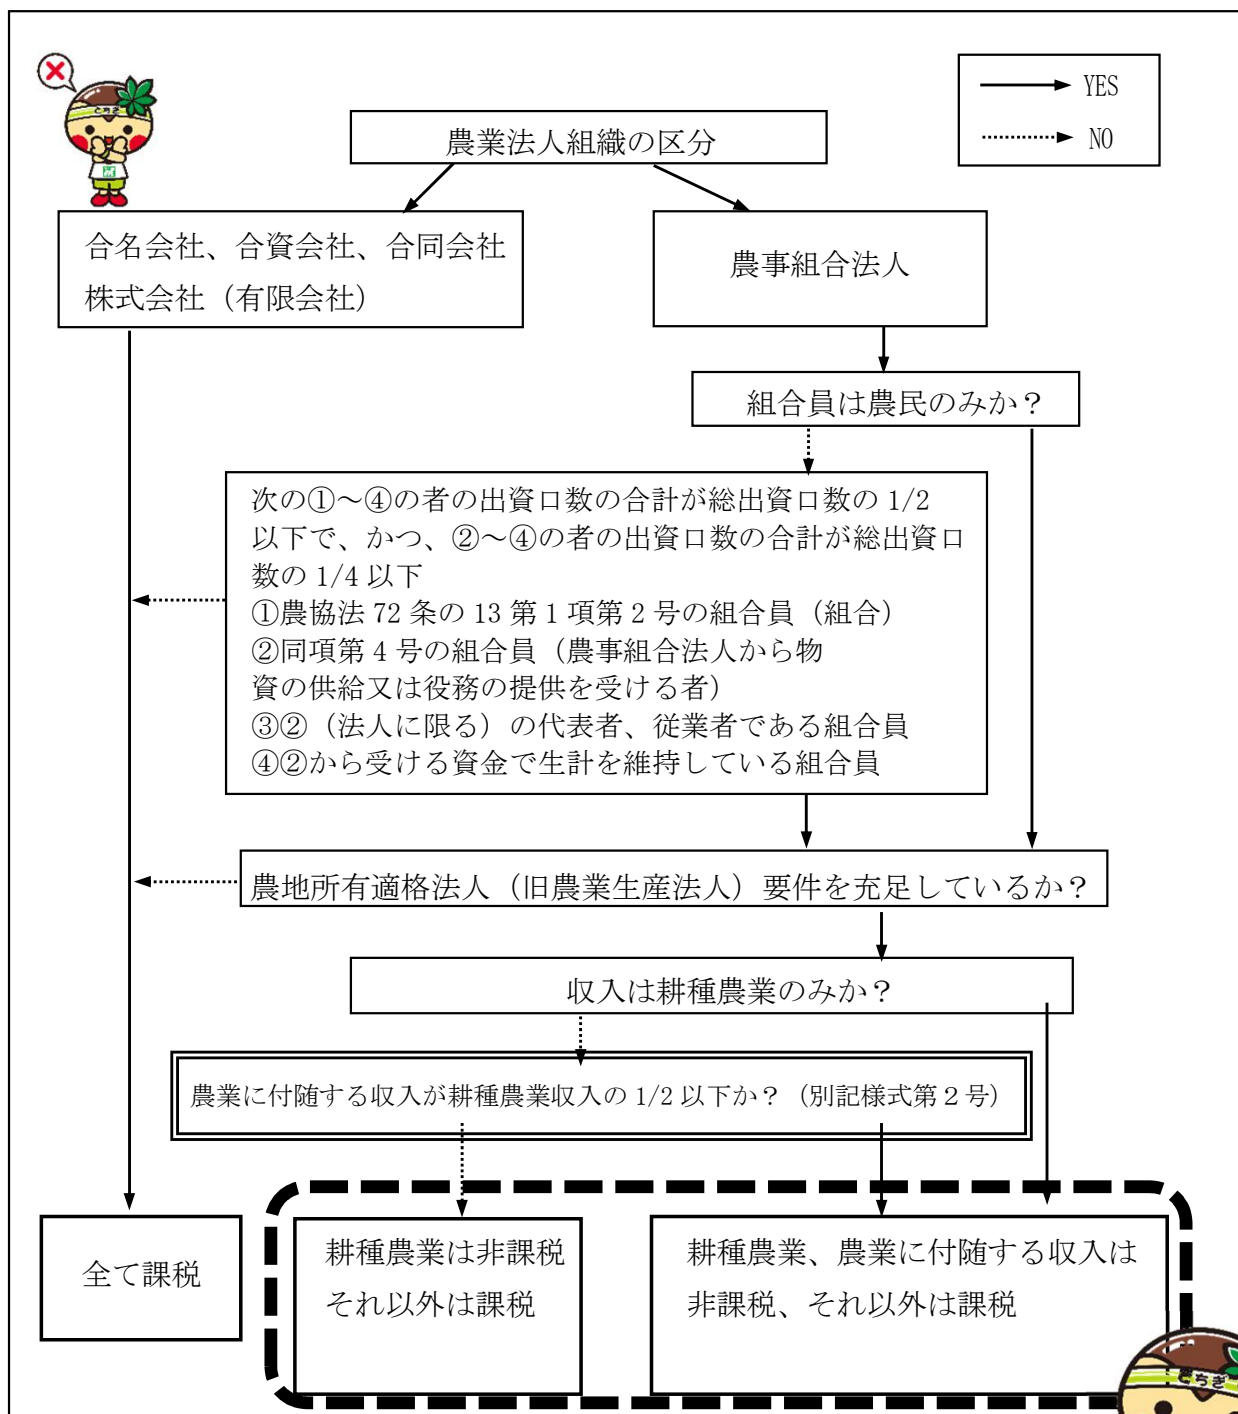 YES
NO
農業法人組織の区分
とちぎ
合名会社、合資会社、合同会社
株式会社（有限会社）
農事組合法人
組合員は農民のみか？
次の①～④の者の出資口数の合計が総出資口数の 1/2
以下で、かつ、②～④の者の出資口数の合計が総出資口
数の 1/4 以下
①農協法 72 条の 13 第 1 項第 2 号の組合員（組合）
②同項第 4 号の組合員（農事組合法人から物
資の供給又は役務の提供を受ける者）
③②（法人に限る）の代表者、従業者である組合員
④②から受ける資金で生計を維持している組合員
農地所有適格法人（旧農業生産法人）要件を充足しているか？
収入は耕種農業のみか？
農業に付随する収入が耕種農業収入の 1/2 以下か？（別記様式第２号）
全て課税
耕種農業は非課税
それ以外は課税
耕種農業、農業に付随する収入は
非課税、それ以外は課税
とちぎ